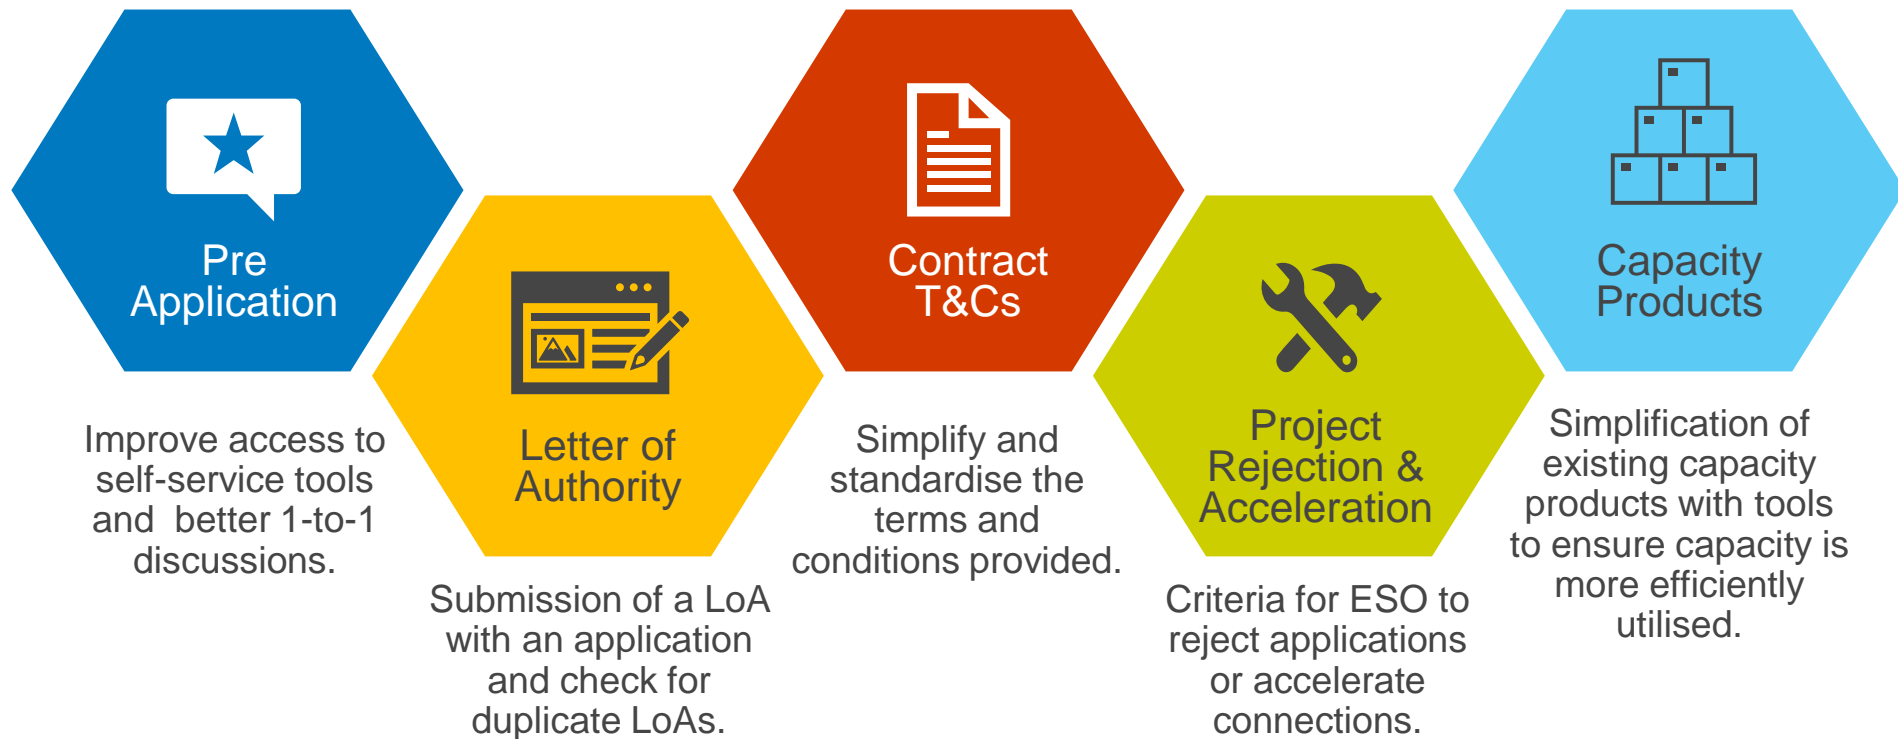 Pre
Application
Improve access to
self-service tools
and  better 1-to-1
discussions.
Letter of
Authority
Submission of a LoA
with an application
and check for
duplicate LoAs.
Contract
T&Cs
Simplify and
standardise the
terms and
conditions provided.
Project
Rejection &
Acceleration
Criteria for ESO to
reject applications
or accelerate
connections.
Capacity
Products
Simplification of
existing capacity
products with tools
to ensure capacity is
more efficiently
utilised.